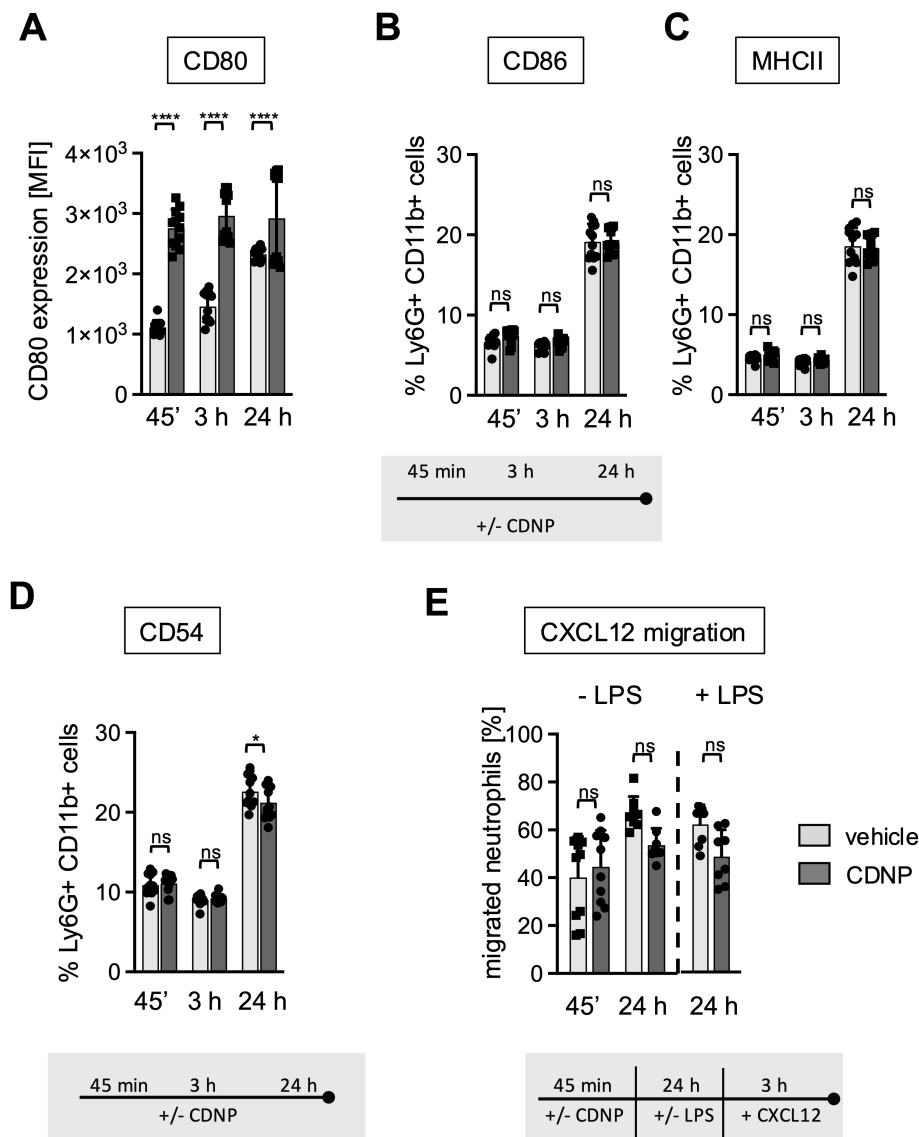 A
CD80
CD80 expression [MFI]
4×10³
3×10³
2×10³
1×10³
0
**** **** ****
45’ 3 h 24 h
B
CD86
% Ly6G+ CD11b+ cells
30
20
10
0
ns ns ns
45’ 3 h 24 h
C
MHCII
% Ly6G+ CD11b+ cells
30
20
10
0
ns ns ns
45’ 3 h 24 h
45 min 3 h 24 h
+/- CDNP
D
CD54
% Ly6G+ CD11b+ cells
30
20
10
0
ns ns *
45’ 3 h 24 h
45 min 3 h 24 h
+/- CDNP
E
CXCL12 migration
- LPS + LPS
migrated neutrophils [%]
100
80
60
40
20
0
ns ns ns
45’ 24 h 24 h
vehicle
CDNP
45 min 24 h 3 h
+/- CDNP +/- LPS + CXCL12